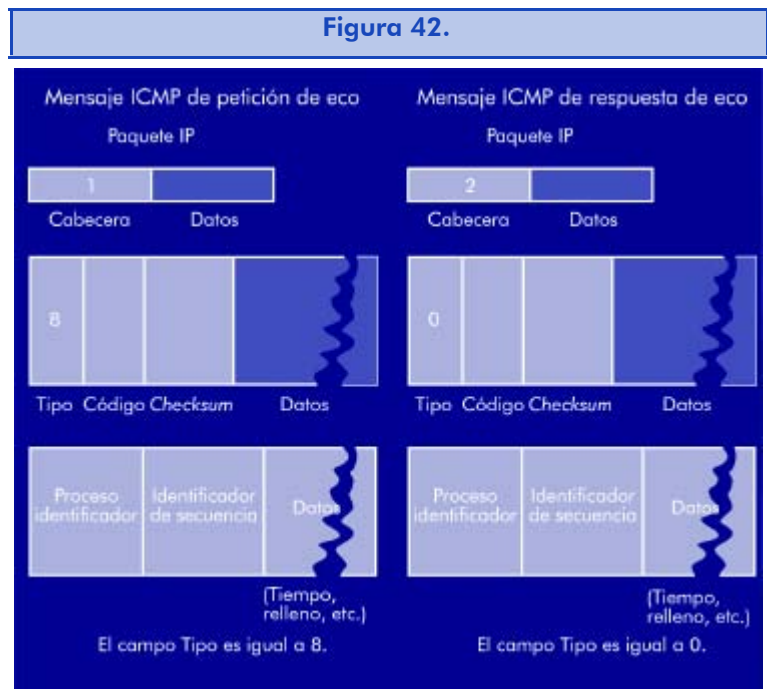 Figura 42.
Mensaje ICMP de petición de eco
Paquete IP
1
Cabecera Datos
8
Tipo Código Checksum Datos
Proceso identificador
Identificador de secuencia
Datos
(Tiempo, relleno, etc.)
El campo Tipo es igual a 8.
Mensaje ICMP de respuesta de eco
Paquete IP
2
Cabecera Datos
0
Tipo Código Checksum Datos
Proceso identificador
Identificador de secuencia
Datos
(Tiempo, relleno, etc.)
El campo Tipo es igual a 0.